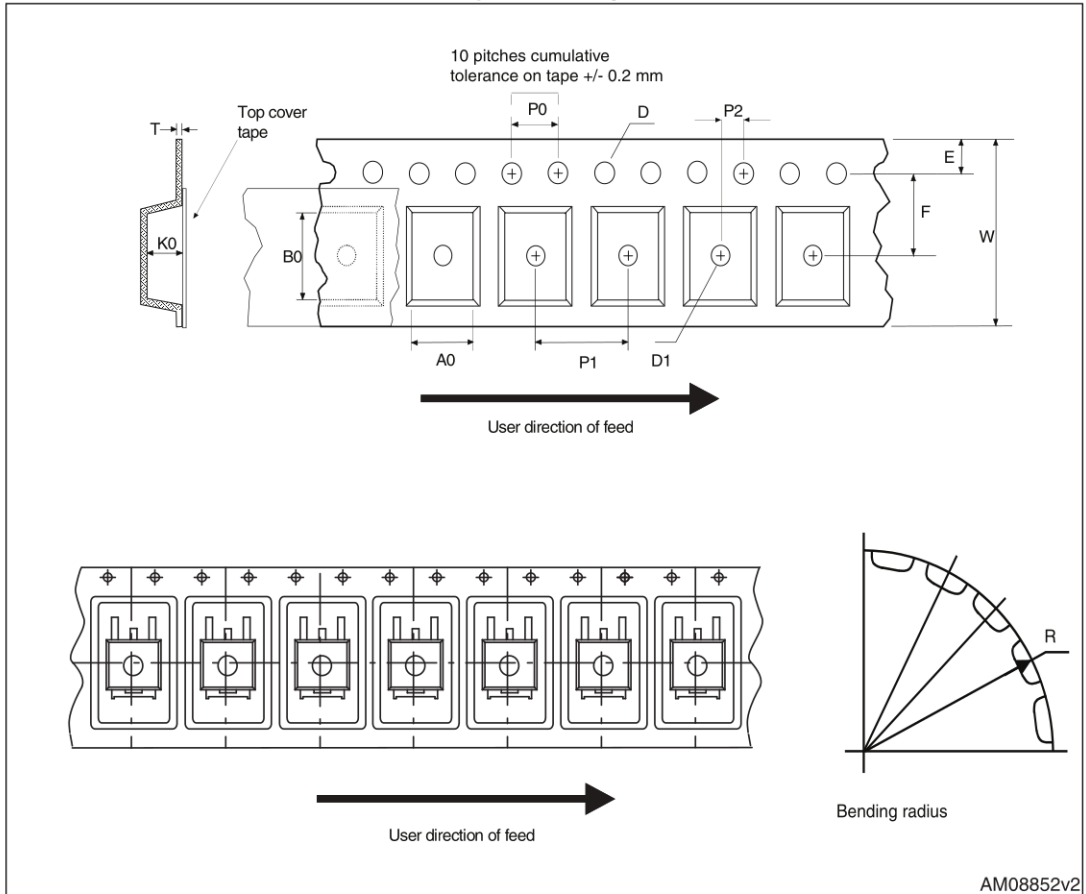 10 pitches cumulative
tolerance on tape +/- 0.2 mm
Top cover
tape
T
P0
D
P2
E
F
W
K0
B0
A0
P1
D1
User direction of feed
R
Bending radius
User direction of feed
AM08852v2